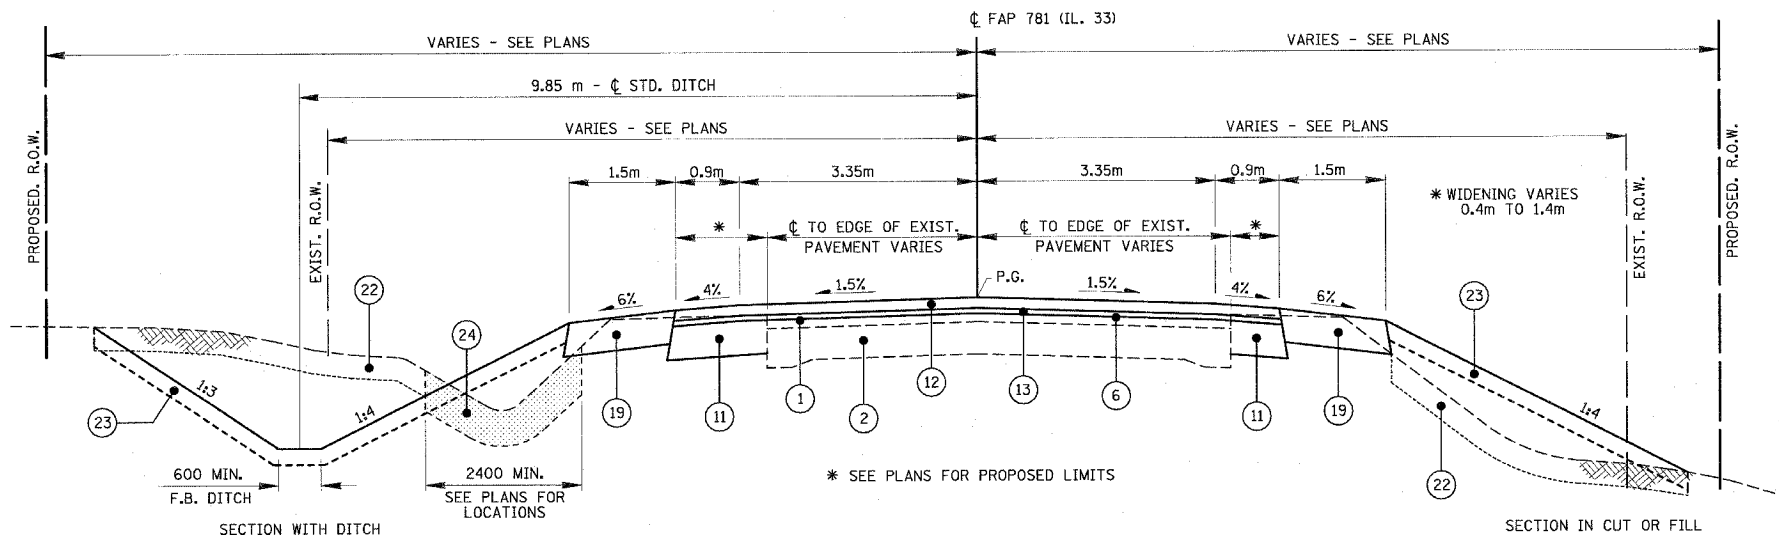 ℄ FAP 781 (IL. 33)
VARIES - SEE PLANS
VARIES - SEE PLANS
9.85 m - ℄ STD. DITCH
VARIES - SEE PLANS
VARIES - SEE PLANS
PROPOSED. R.O.W.
EXIST. R.O.W.
1.5m
0.9m
3.35m
3.35m
0.9m
1.5m
* WIDENING VARIES
0.4m TO 1.4m
EXIST. R.O.W.
PROPOSED. R.O.W.
*
℄ TO EDGE OF EXIST.
PAVEMENT VARIES
℄ TO EDGE OF EXIST.
PAVEMENT VARIES
*
P.G.
22
24
6%
4%
1.5%
1.5%
4%
6%
23
1:3
1:4
1:4
23
19
11
1
2
12
13
6
11
19
22
600 MIN.
F.B. DITCH
2400 MIN.
SEE PLANS FOR
LOCATIONS
* SEE PLANS FOR PROPOSED LIMITS
SECTION WITH DITCH
SECTION IN CUT OR FILL